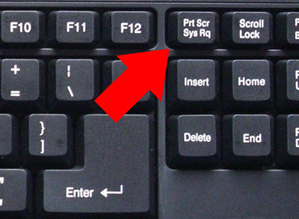 F10 F11 F12 Prt Scr Scroll
Sys Rq Lock
+ |
= \ Insert Home
}
] Delete End
Enter